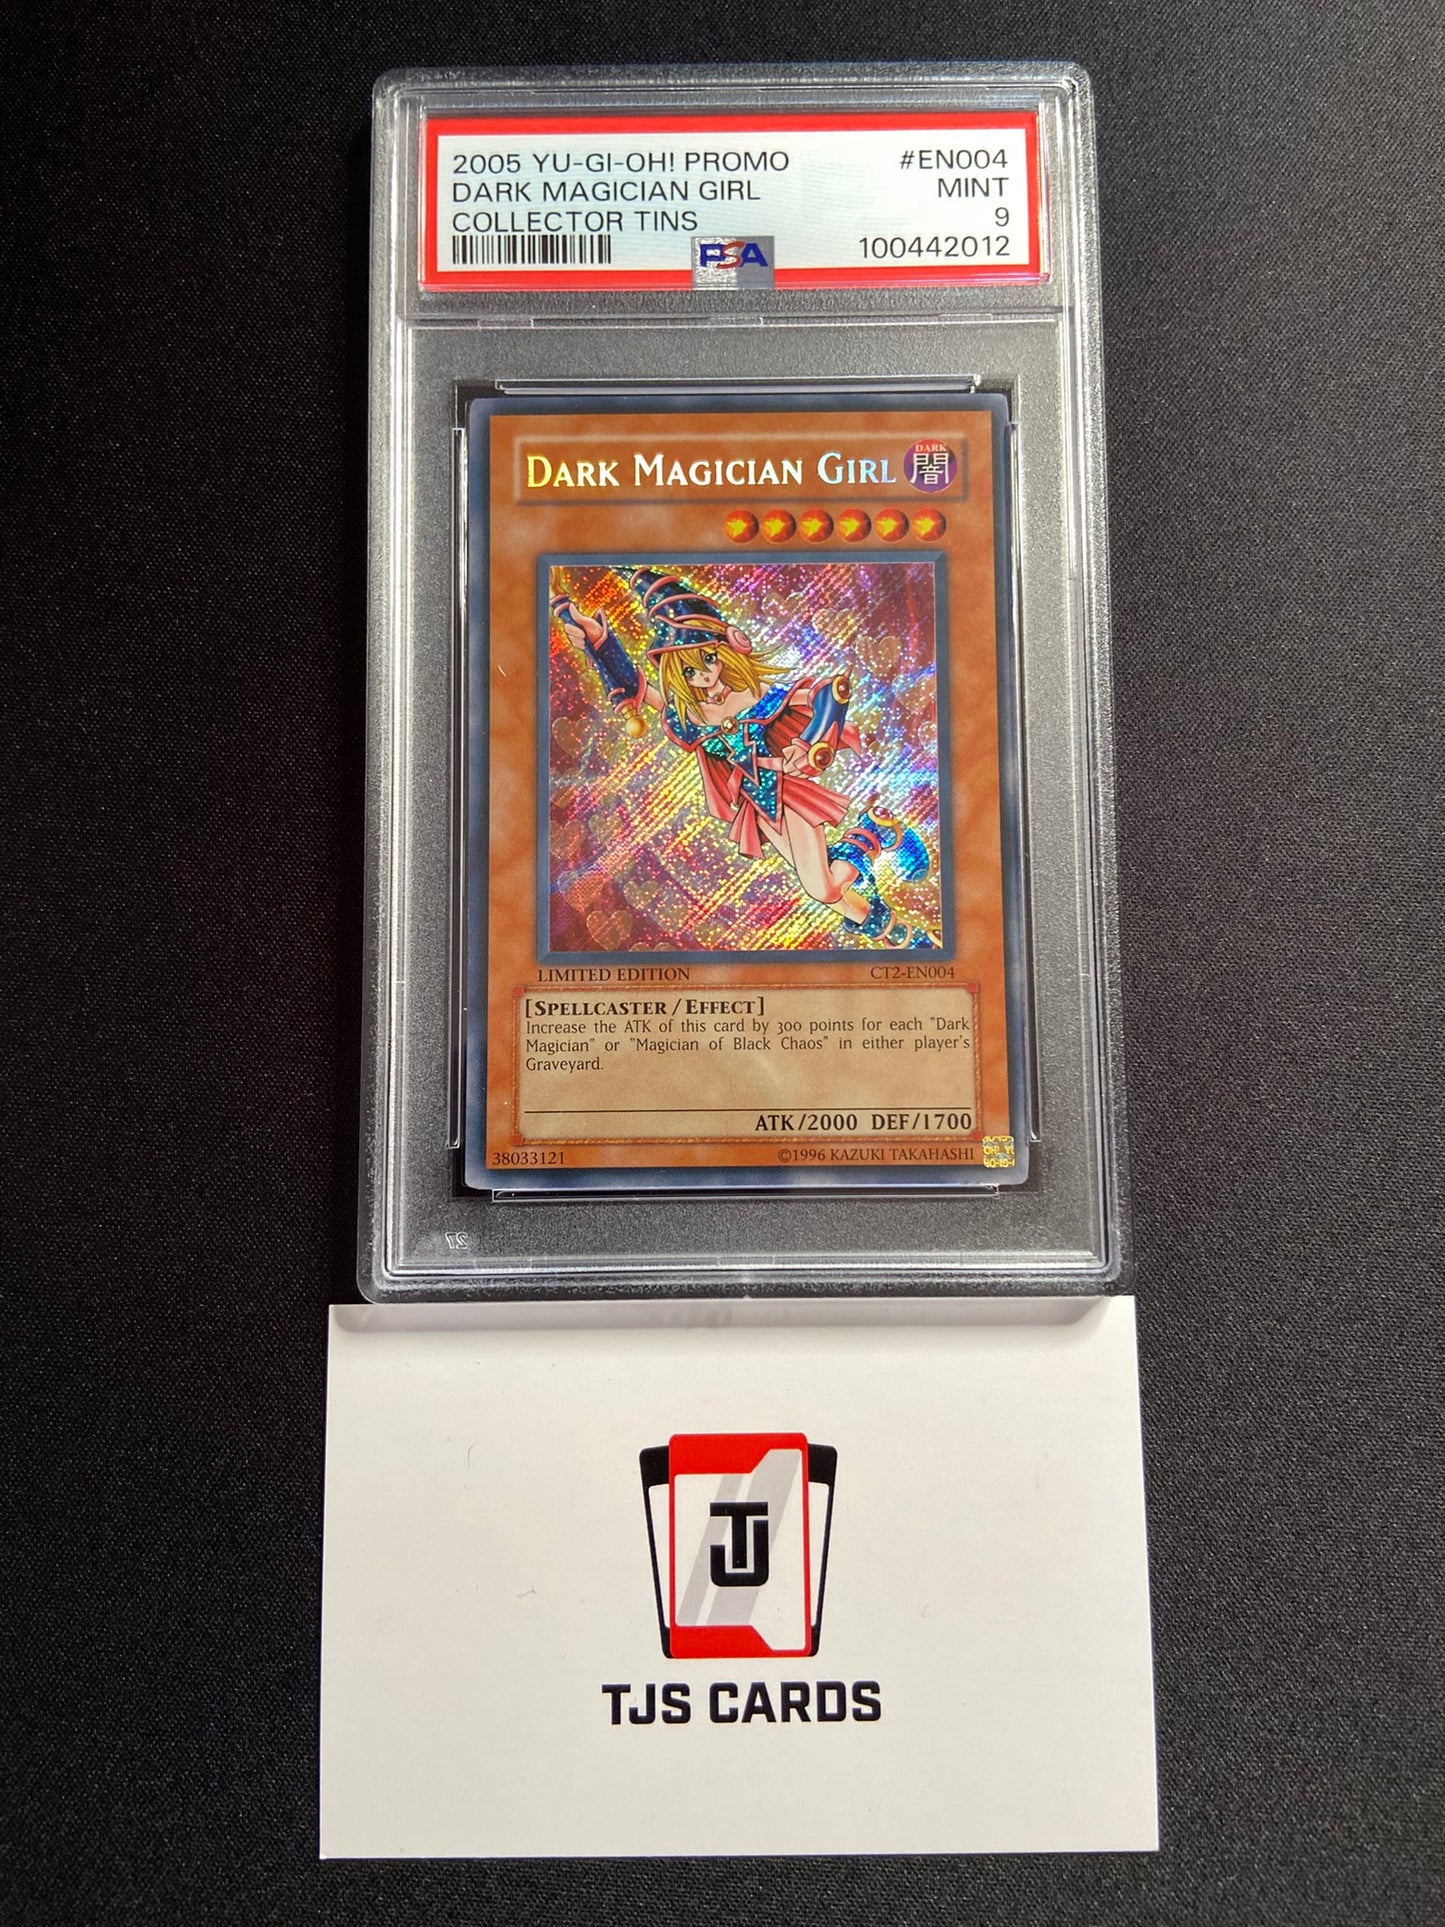 2005 YU-GI-OH! PROMO #EN004
DARK MAGICIAN GIRL MINT
COLLECTOR TINS 9
PSA 100442012
DARK MAGICIAN GIRL DARK 闇
LIMITED EDITION CT2-EN004
[SPELLCASTER/EFFECT]
Increase the ATK of this card by 300 points for each "Dark
Magician" or "Magician of Black Chaos" in either player's
Graveyard.
ATK/2000 DEF/1700
38033121 ©1996 KAZUKI TAKAHASHI
TJ
TJS CARDS